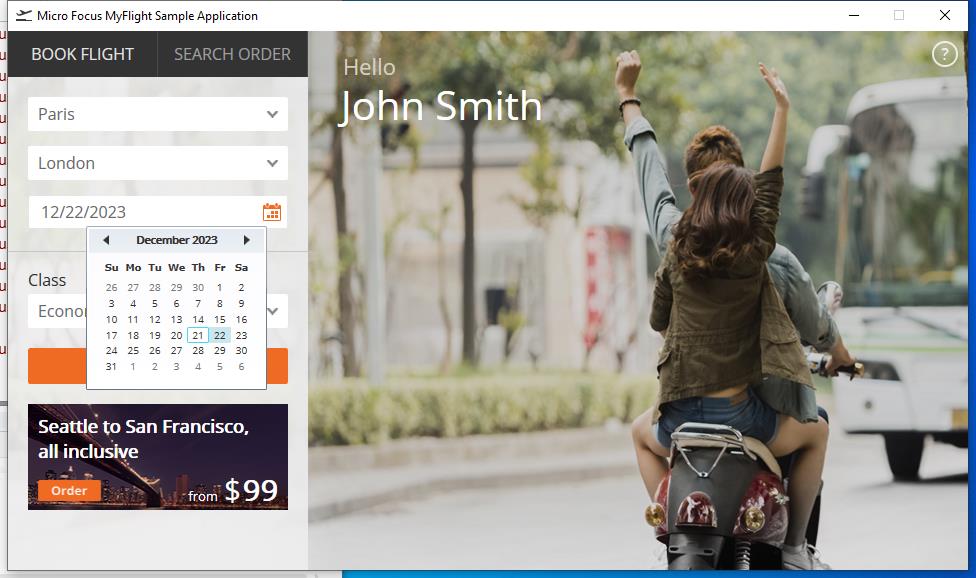 Micro Focus MyFlight Sample Application
BOOK FLIGHT
SEARCH ORDER
?
Hello
John Smith
Paris
London
12/22/2023
December 2023
Su Mo Tu We Th Fr Sa
26 27 28 29 30 1 2
3 4 5 6 7 8 9
10 11 12 13 14 15 16
17 18 19 20 21 22 23
24 25 26 27 28 29 30
31 1 2 3 4 5 6
Class
Econo
Seattle to San Francisco,
all inclusive
Order
from $99